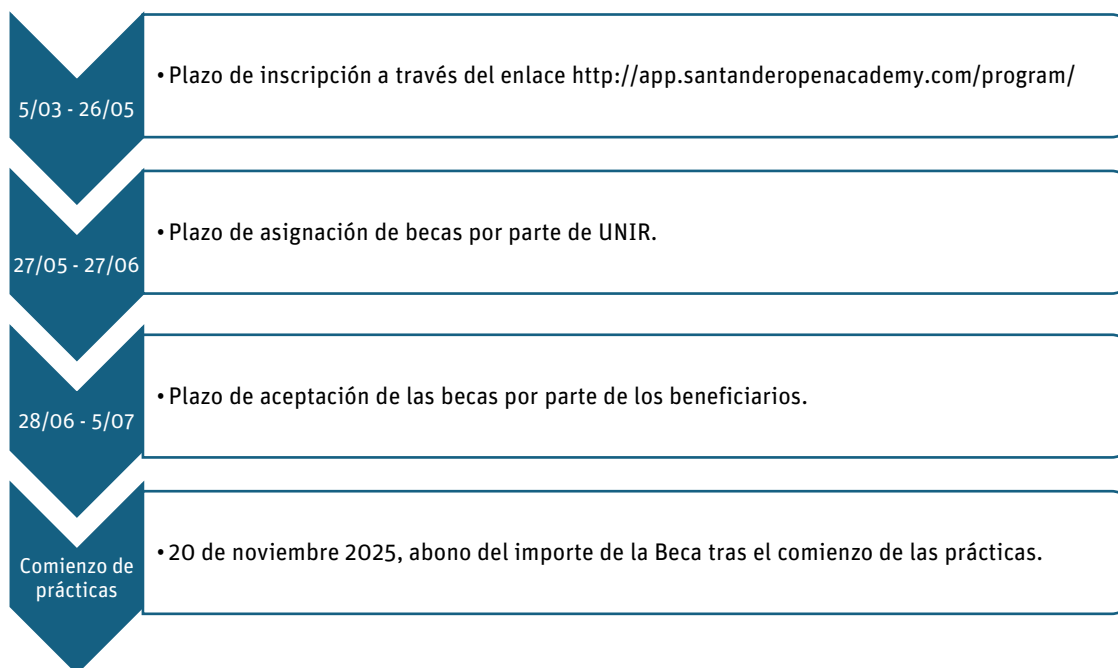 5/03 - 26/05
• Plazo de inscripción a través del enlace http://app.santanderopenacademy.com/program/
27/05 - 27/06
• Plazo de asignación de becas por parte de UNIR.
28/06 - 5/07
• Plazo de aceptación de las becas por parte de los beneficiarios.
Comienzo de
prácticas
• 20 de noviembre 2025, abono del importe de la Beca tras el comienzo de las prácticas.